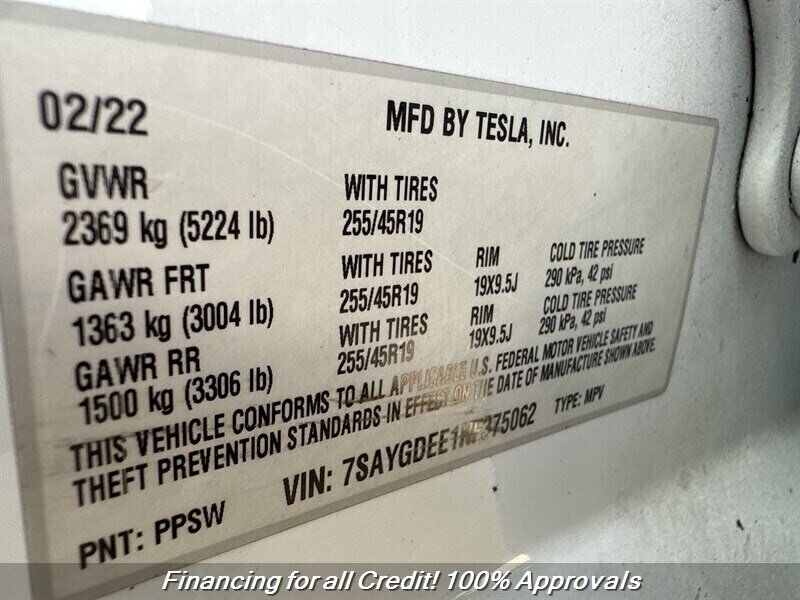 02/22 MFD BY TESLA, INC.
GVWR WITH TIRES
2369 kg (5224 lb) 255/45R19
GAWR FRT WITH TIRES RIM COLD TIRE PRESSURE
1363 kg (3004 lb) 255/45R19 19X9.5J 290 kPa, 42 psi
GAWR RR WITH TIRES RIM COLD TIRE PRESSURE
1500 kg (3306 lb) 255/45R19 19X9.5J 290 kPa, 42 psi
THIS VEHICLE CONFORMS TO ALL APPLICABLE U.S. FEDERAL MOTOR VEHICLE SAFETY AND
THEFT PREVENTION STANDARDS IN EFFECT ON THE DATE OF MANUFACTURE SHOWN ABOVE.
PNT: PPSW VIN: 7SAYGDEE1NF375062 TYPE: MPV
Financing for all Credit! 100% Approvals